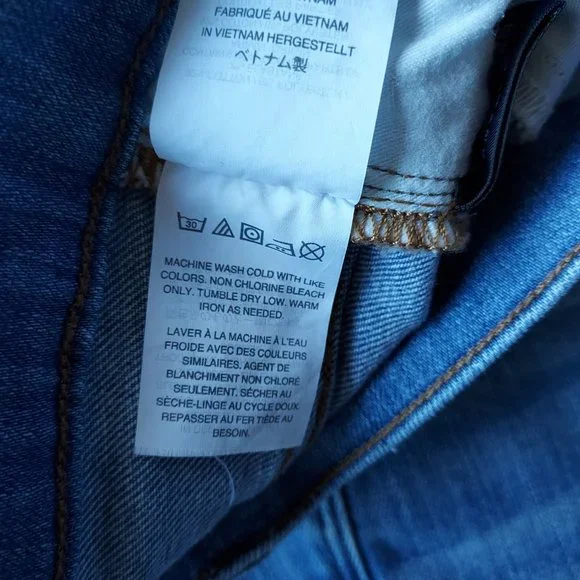 FABRIQUÉ AU VIETNAM
IN VIETNAM HERGESTELLT
ベトナム製
30
MACHINE WASH COLD WITH LIKE
COLORS. NON CHLORINE BLEACH
ONLY. TUMBLE DRY LOW. WARM
IRON AS NEEDED.
LAVER À LA MACHINE À L'EAU
FROIDE AVEC DES COULEURS
SIMILAIRES. AGENT DE
BLANCHIMENT NON CHLORÉ
SEULEMENT. SÉCHER AU
SÈCHE-LINGE AU CYCLE DOUX.
REPASSER AU FER TIÈDE AU
BESOIN.